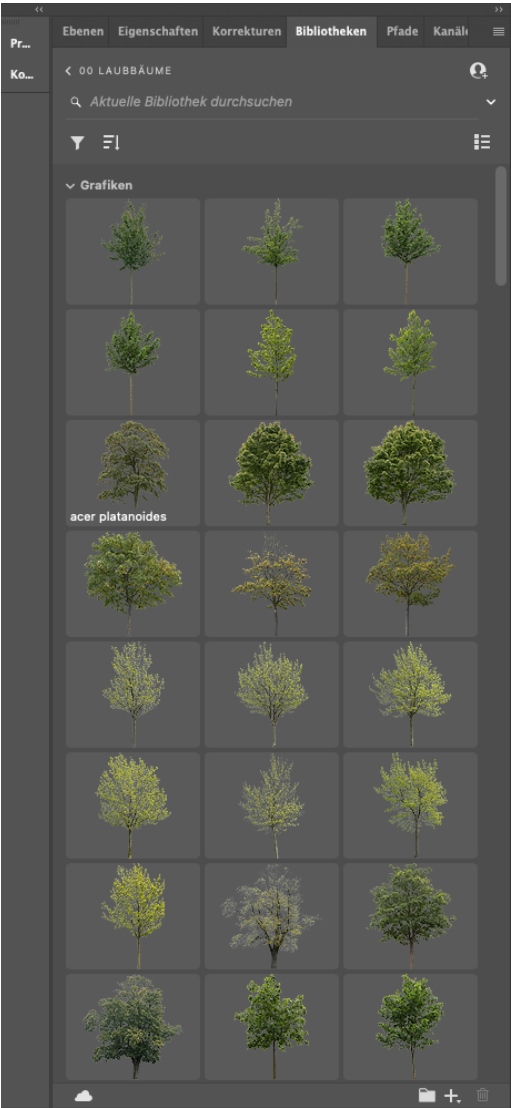 Pr...
Ko...
Ebenen Eigenschaften Korrekturen Bibliotheken Pfade Kanäl
00 LAUBBÄUME
Aktuelle Bibliothek durchsuchen
Grafiken
acer platanoides